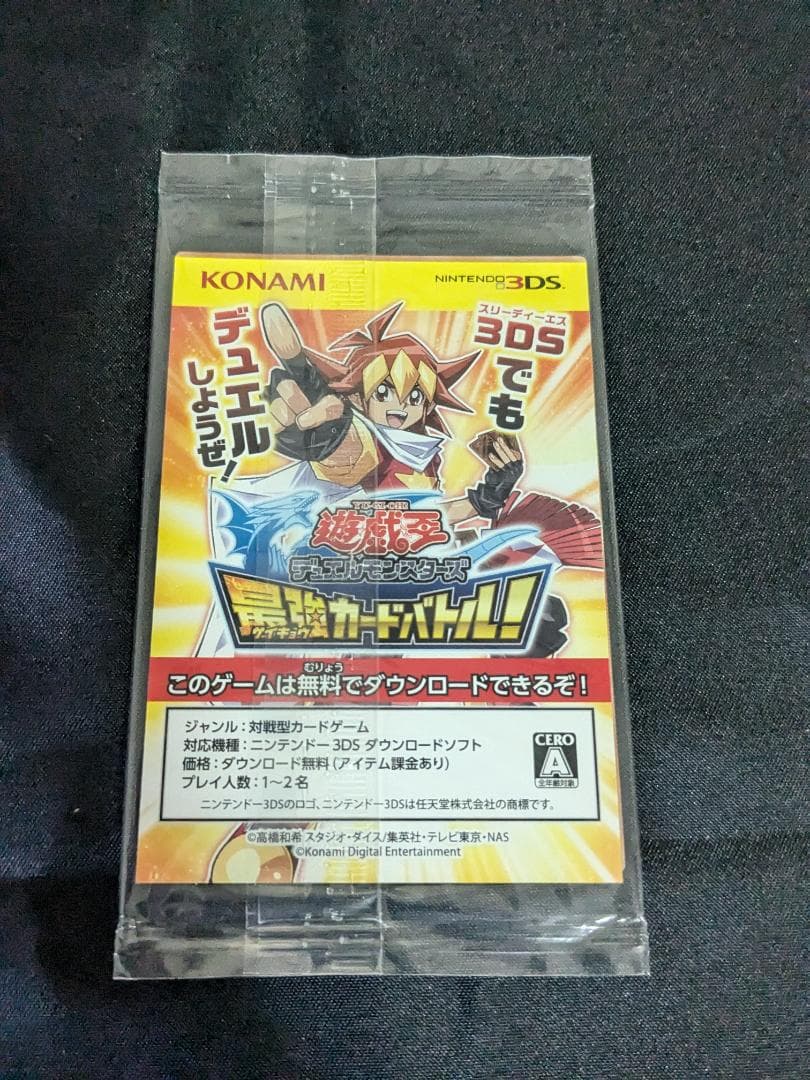 KONAMI
NINTENDO3DS
スリーディーエス
3DSでも
デュエル
しようぜ!
YU-GI-OH!
遊戯王
デュエルモンスターズ
最強カードバトル!
サイキョウ
むりょう
このゲームは無料でダウンロードできるぞ!
ジャンル:対戦型カードゲーム
対応機種:ニンテンドー3DS ダウンロードソフト
価格:ダウンロード無料(アイテム課金あり)
プレイ人数:1〜2名
CERO
A
全年齢対象
ニンテンドー3DSのロゴ、ニンテンドー3DSは任天堂株式会社の商標です。
©高橋和希 スタジオ・ダイス/集英社・テレビ東京・NAS
©Konami Digital Entertainment